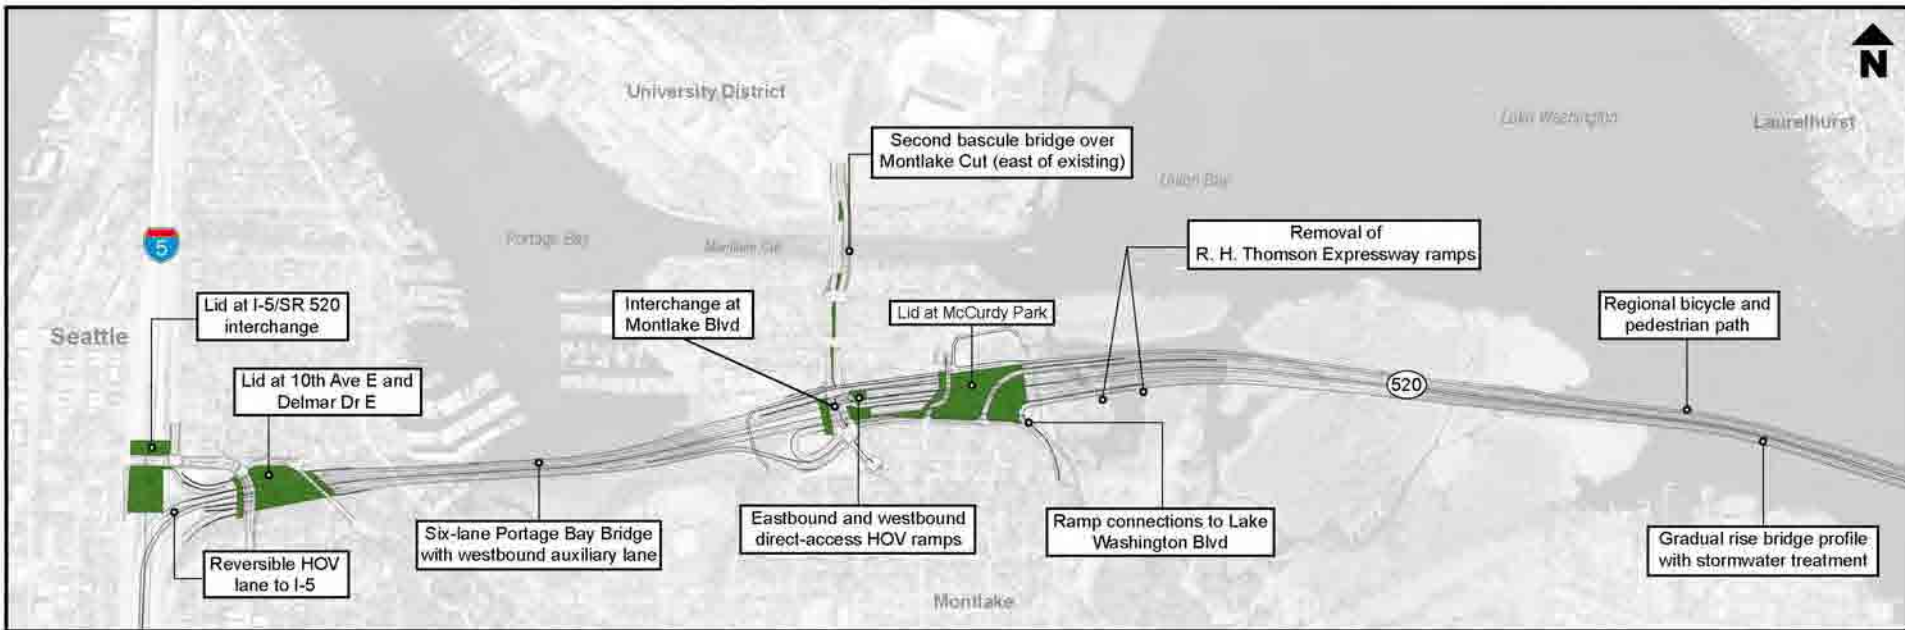 N
University District
Lake Washington
Laurelhurst
Second bascule bridge over
Montlake Cut (east of existing)
Union Bay
Portage Bay
Montlake Cut
5
Removal of
R. H. Thomson Expressway ramps
Lid at I-5/SR 520
interchange
Interchange at
Montlake Blvd
Lid at McCurdy Park
Regional bicycle and
pedestrian path
Seattle
Lid at 10th Ave E and
Delmar Dr E
520
Six-lane Portage Bay Bridge
with westbound auxiliary lane
Eastbound and westbound
direct-access HOV ramps
Ramp connections to Lake
Washington Blvd
Gradual rise bridge profile
with stormwater treatment
Reversible HOV
lane to I-5
Montlake